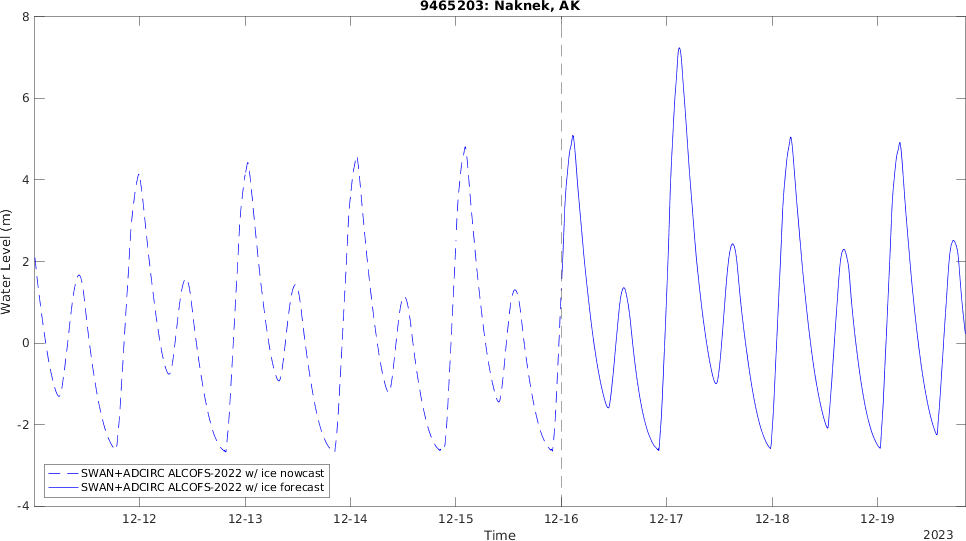 9465203: Naknek, AK
8
6
4
2
0
-2
-4
Water Level (m)
SWAN+ADCIRC ALCOFS-2022 w/ ice nowcast
SWAN+ADCIRC ALCOFS-2022 w/ ice forecast
12-12 12-13 12-14 12-15 12-16 12-17 12-18 12-19
Time
2023